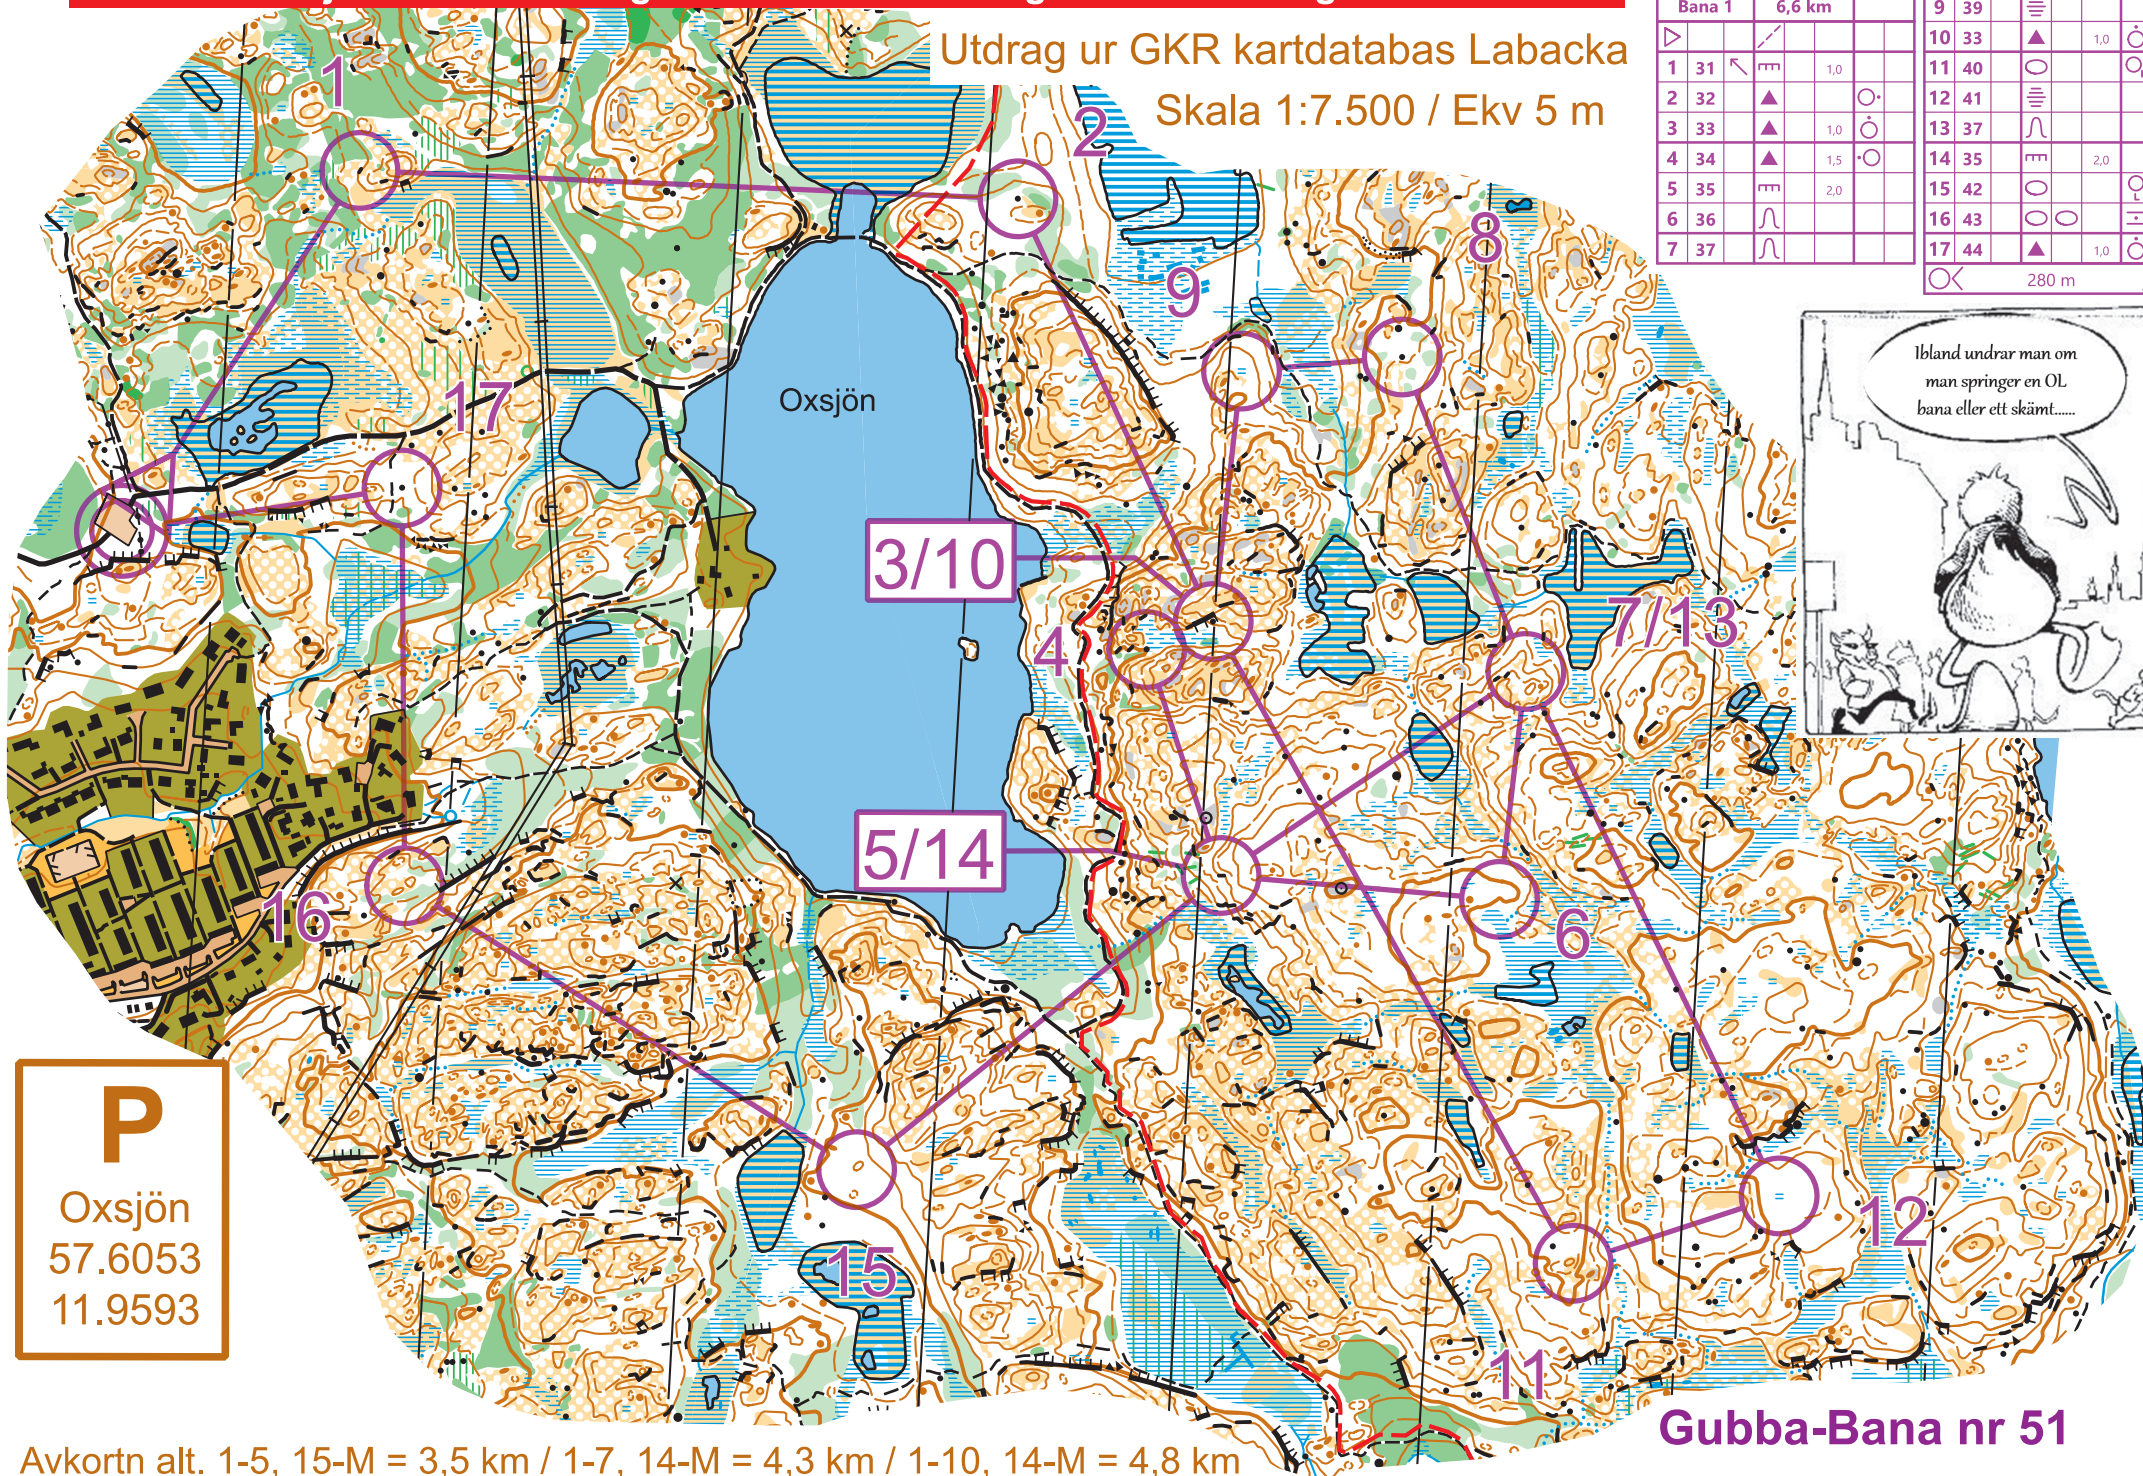 Utdrag ur GKR kartdatabas Labacka
Skala 1:7.500 / Ekv 5 m
Bana 1 6,6 km
1 31 1,0
2 32
3 33 1,0
4 34 1,5
5 35 2,0
6 36
7 37
9 39
10 33 1,0
11 40
12 41
13 37
14 35 2,0
15 42
16 43
17 44 1,0
280 m
Ibland undrar man om
man springer en OL
bana eller ett skämt......
1
2
8
9
17
Oxsjön
3/10
7/13
4
5/14
16
6
12
15
11
P
Oxsjön
57.6053
11.9593
Gubba-Bana nr 51
Avkortn alt. 1-5, 15-M = 3,5 km / 1-7, 14-M = 4,3 km / 1-10, 14-M = 4,8 km